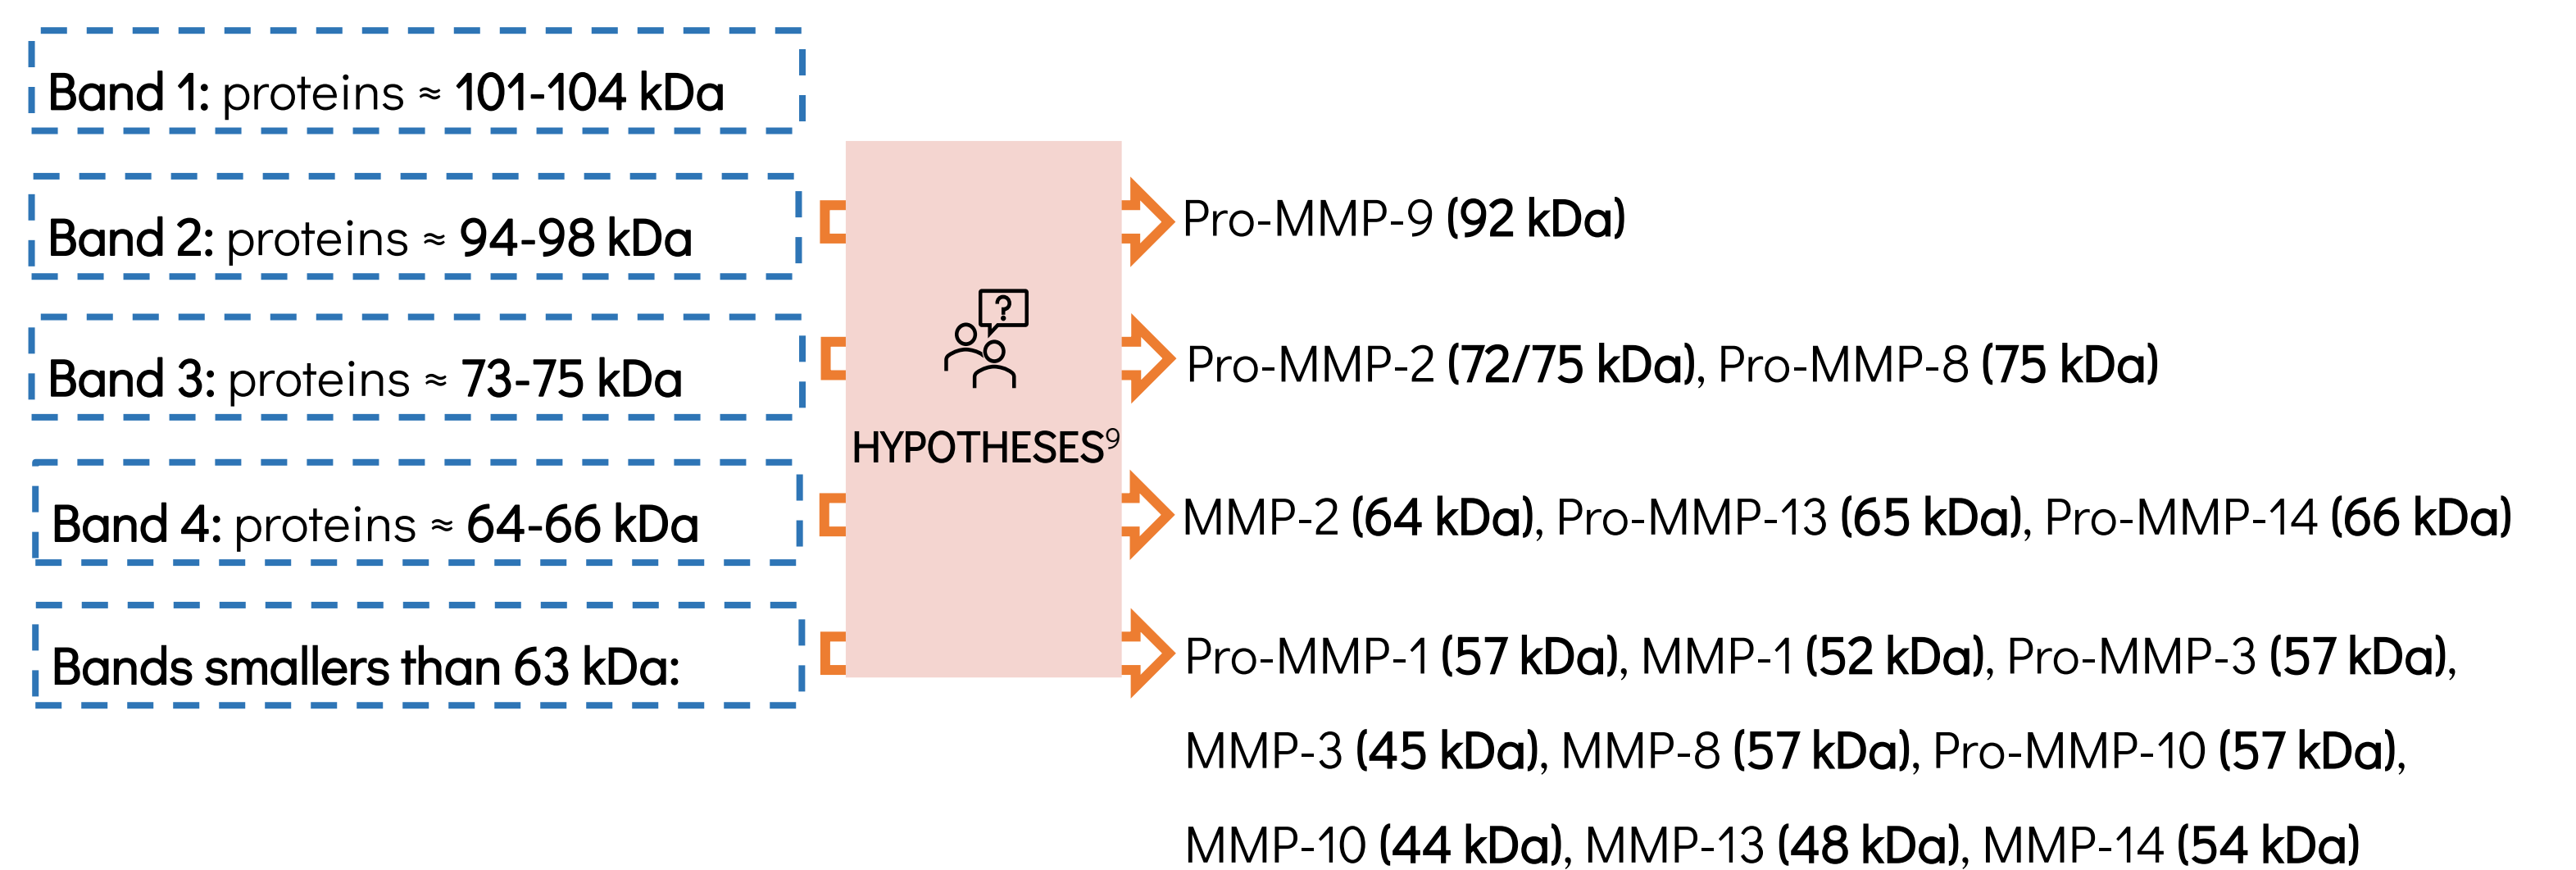 Band 1: proteins ≈ 101-104 kDa
Band 2: proteins ≈ 94-98 kDa
Pro-MMP-9 (92 kDa)
Band 3: proteins ≈ 73-75 kDa
Pro-MMP-2 (72/75 kDa), Pro-MMP-8 (75 kDa)
?
HYPOTHESES⁹
Band 4: proteins ≈ 64-66 kDa
MMP-2 (64 kDa), Pro-MMP-13 (65 kDa), Pro-MMP-14 (66 kDa)
Bands smallers than 63 kDa:
Pro-MMP-1 (57 kDa), MMP-1 (52 kDa), Pro-MMP-3 (57 kDa),
MMP-3 (45 kDa), MMP-8 (57 kDa), Pro-MMP-10 (57 kDa),
MMP-10 (44 kDa), MMP-13 (48 kDa), MMP-14 (54 kDa)